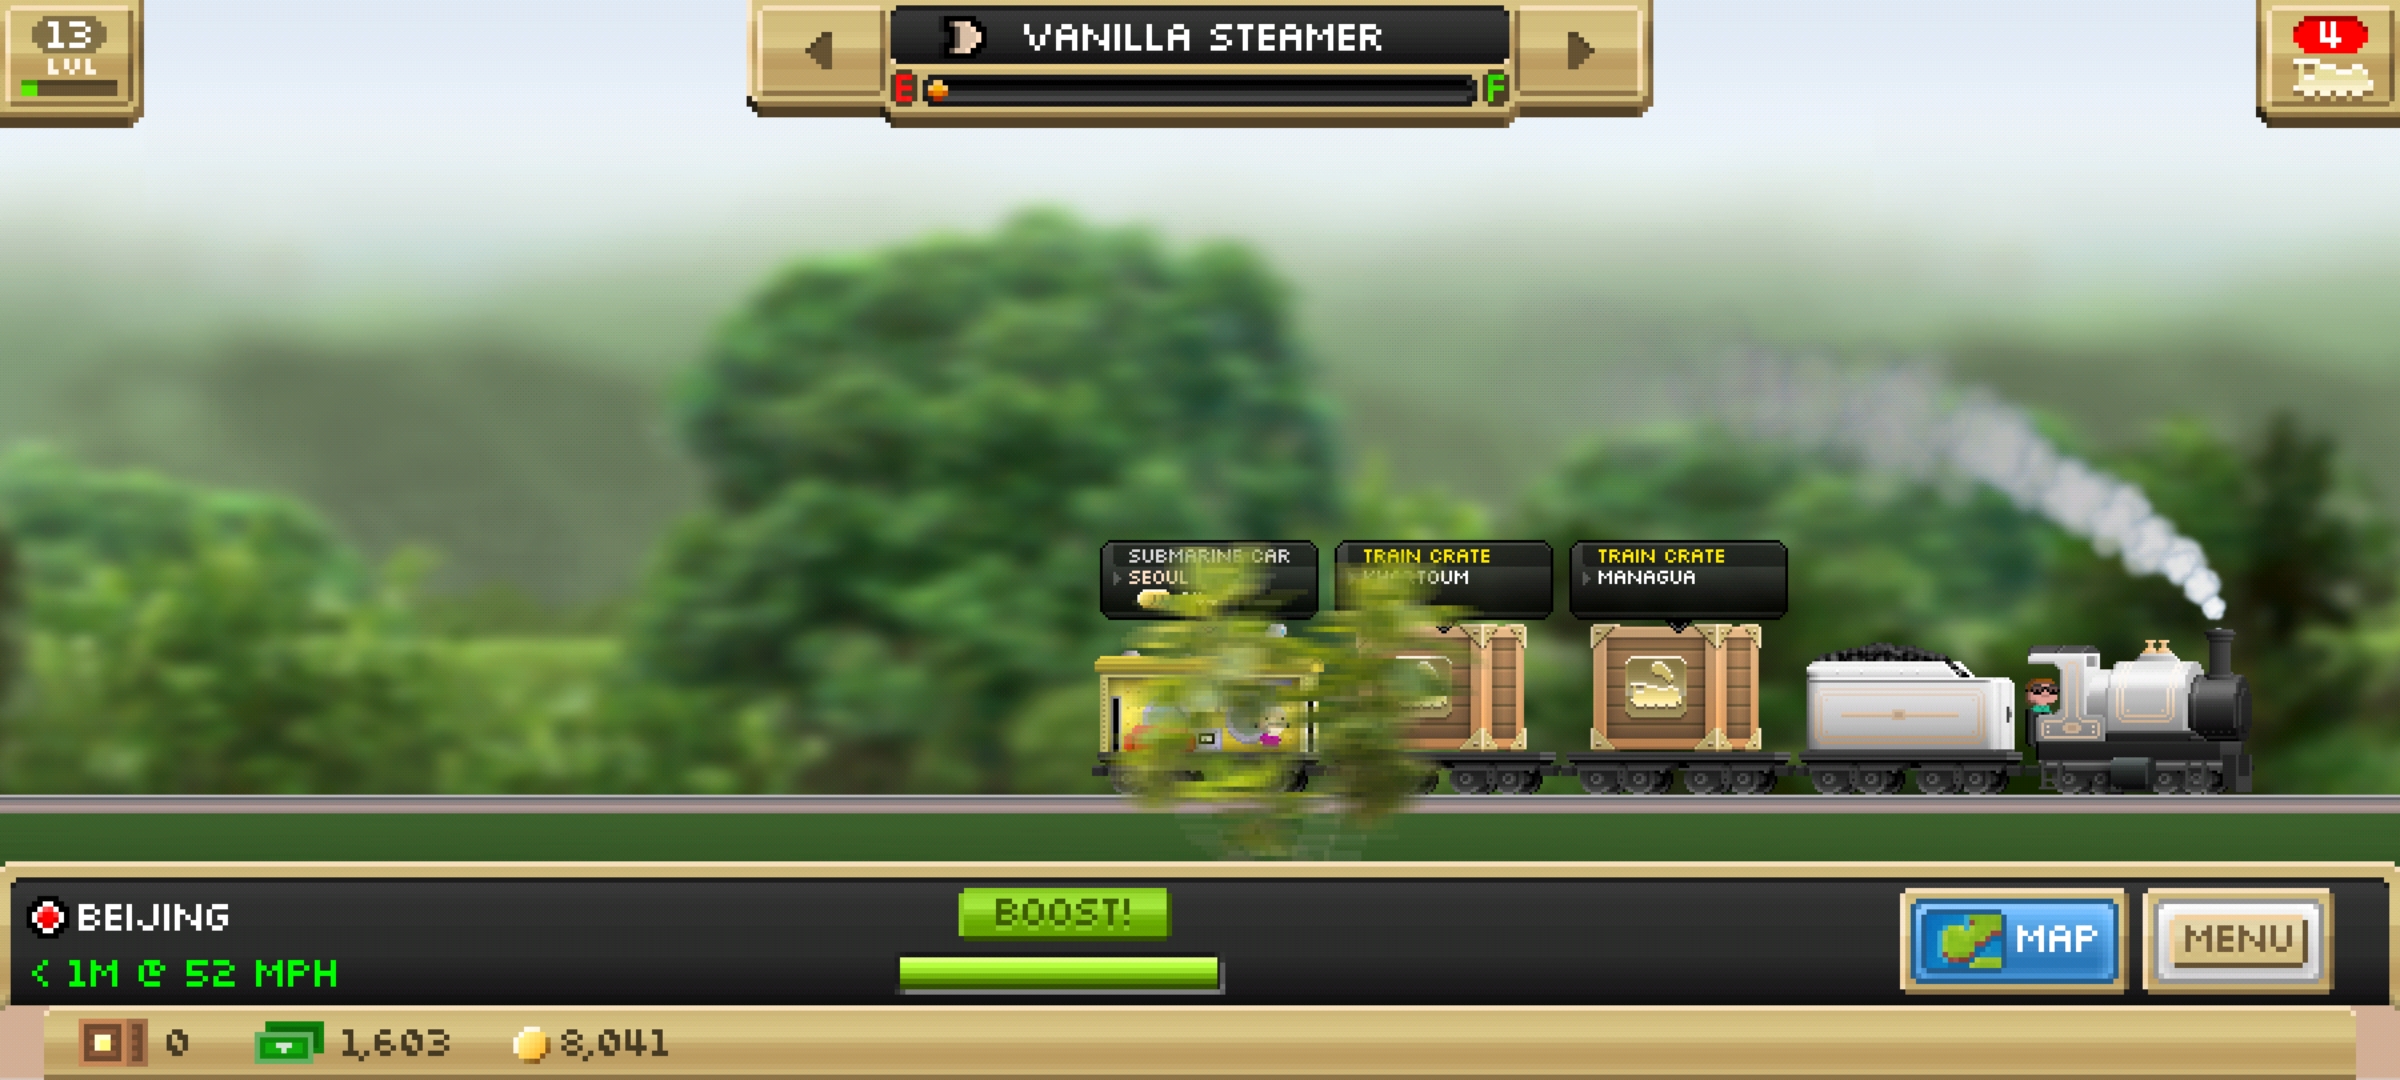 13
LVL
VANILLA STEAMER
E F
4
SUBMARINE CAR
SEOUL
TRAIN CRATE
KHARTOUM
TRAIN CRATE
MANAGUA
BEIJING
< 1M @ 52 MPH
BOOST!
MAP
MENU
0
1,603
8,041